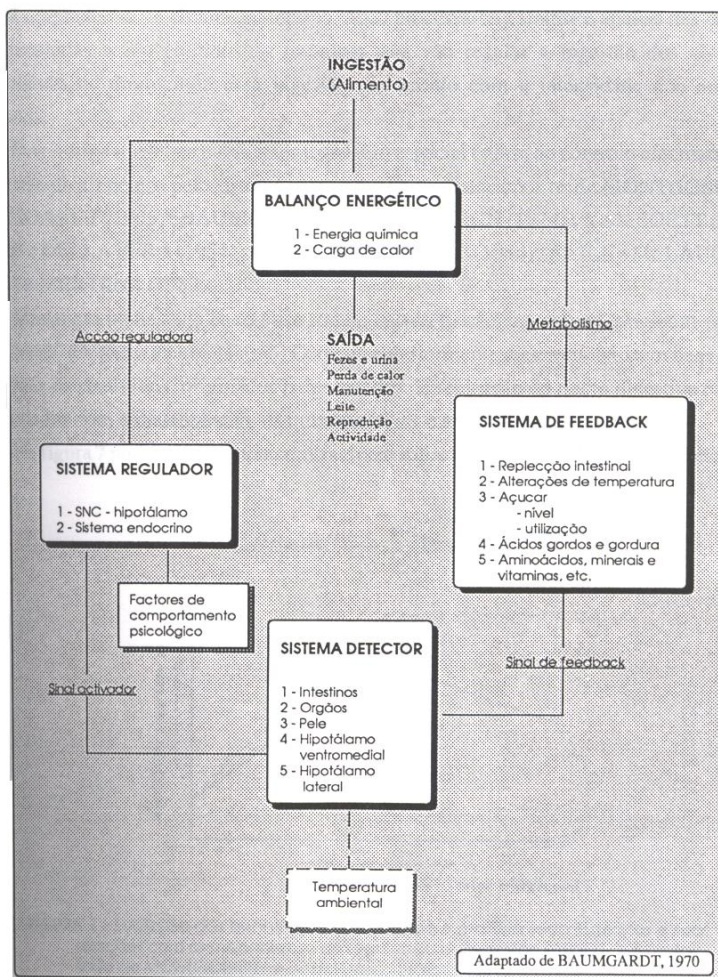 INGESTÃO
(Alimento)
BALANÇO ENERGÉTICO
1 - Energia química
2 - Carga de calor
Acção reguladora
Metabolismo
SAÍDA
Fezes e urina
Perda de calor
Manutenção
Leite
Reprodução
Actividade
SISTEMA DE FEEDBACK
1 - Replecção intestinal
2 - Alterações de temperatura
3 - Açucar
- nível
- utilização
4 - Ácidos gordos e gordura
5 - Aminoácidos, minerais e
vitaminas, etc.
SISTEMA REGULADOR
1 - SNC - hipotálamo
2 - Sistema endocrino
Factores de
comportamento
psicológico
SISTEMA DETECTOR
1 - Intestinos
2 - Orgãos
3 - Pele
4 - Hipotálamo
ventromedial
5 - Hipotálamo
lateral
Sinal activador
Sinal de feedback
Temperatura
ambiental
Adaptado de BAUMGARDT, 1970